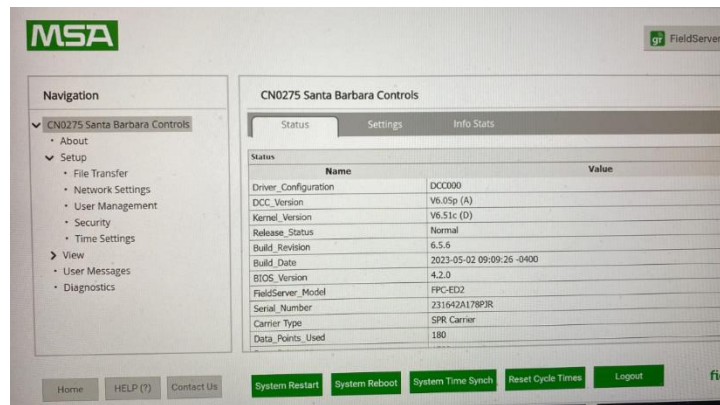 MSA
gr FieldServer
Navigation
CN0275 Santa Barbara Controls
About
Setup
File Transfer
Network Settings
User Management
Security
Time Settings
View
User Messages
Diagnostics
CN0275 Santa Barbara Controls
Status Settings Info Stats
Status
Name Value
Driver_Configuration DCC000
DCC_Version V6.05p (A)
Kernel_Version V6.51c (D)
Release_Status Normal
Build_Revision 6.5.6
Build_Date 2023-05-02 09:09:26 -0400
BIOS_Version 4.2.0
FieldServer_Model FPC-ED2
Serial_Number 231642A178PJR
Carrier Type SPR Carrier
Data_Points_Used 180
Home HELP (?) Contact Us System Restart System Reboot System Time Synch Reset Cycle Times Logout fi